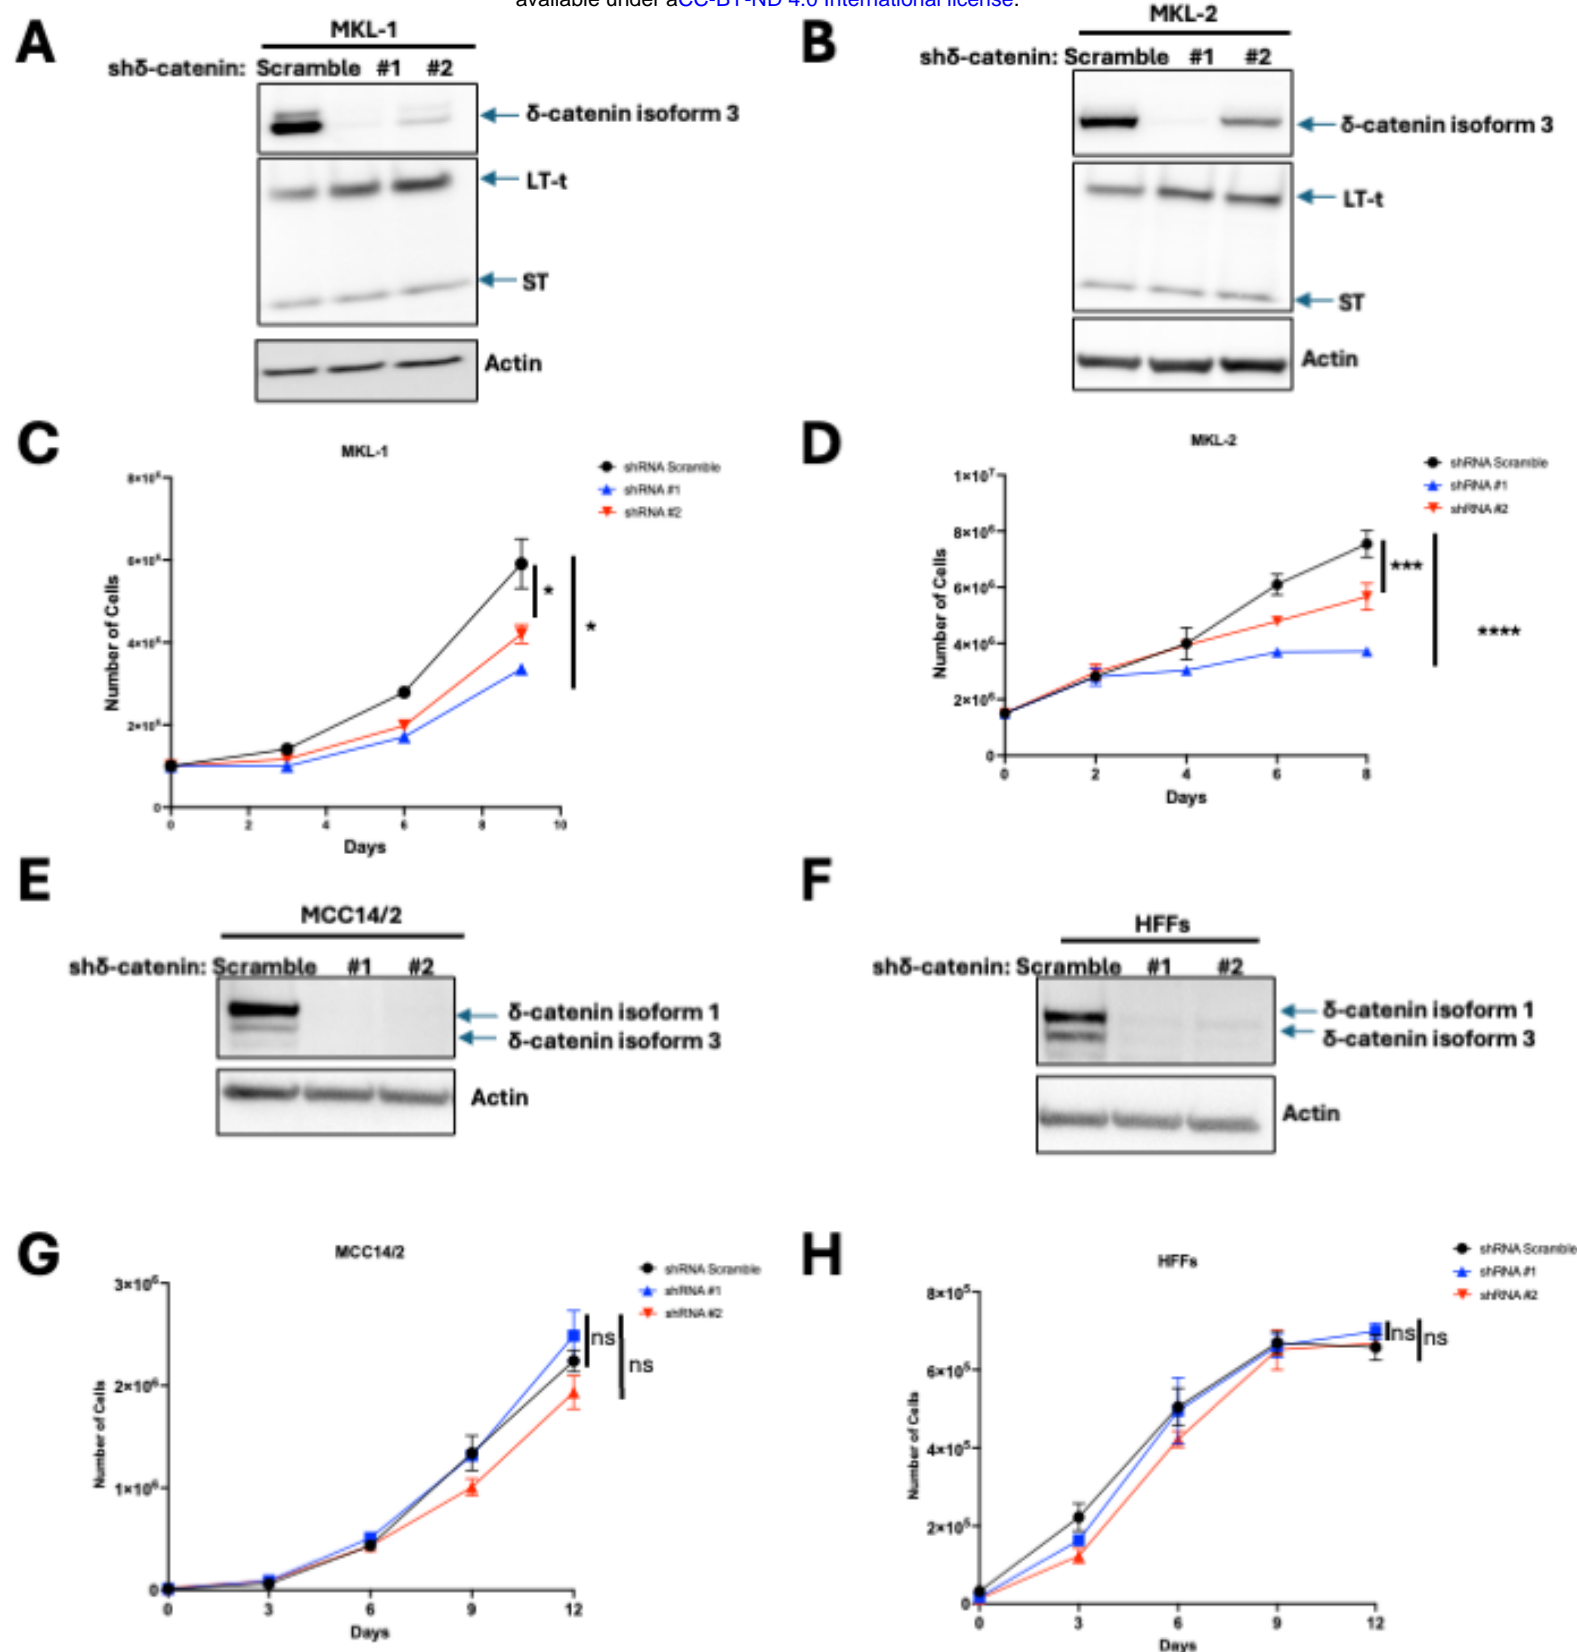 available under aCC-BY-ND 4.0 International license.
A
MKL-1
shδ-catenin: Scramble #1 #2
δ-catenin isoform 3
LT-t
ST
Actin
B
MKL-2
shδ-catenin: Scramble #1 #2
δ-catenin isoform 3
LT-t
ST
Actin
C
MKL-1
shRNA Scramble
shRNA #1
shRNA #2
Number of Cells
0
0 2 4 6 8 10
Days
*
*
D
MKL-2
shRNA Scramble
shRNA #1
shRNA #2
Number of Cells
1×10⁷
8×10⁶
6×10⁶
4×10⁶
2×10⁶
0
0 2 4 6 8
Days
***
****
E
MCC14/2
shδ-catenin: Scramble #1 #2
δ-catenin isoform 1
δ-catenin isoform 3
Actin
F
HFFs
shδ-catenin: Scramble #1 #2
δ-catenin isoform 1
δ-catenin isoform 3
Actin
G
MCC14/2
shRNA Scramble
shRNA #1
shRNA #2
Number of Cells
3×10⁶
2×10⁶
1×10⁶
0
0 3 6 9 12
Days
ns
ns
H
HFFs
shRNA Scramble
shRNA #1
shRNA #2
Number of Cells
8×10⁵
6×10⁵
4×10⁵
2×10⁵
0
0 3 6 9 12
Days
ns
ns